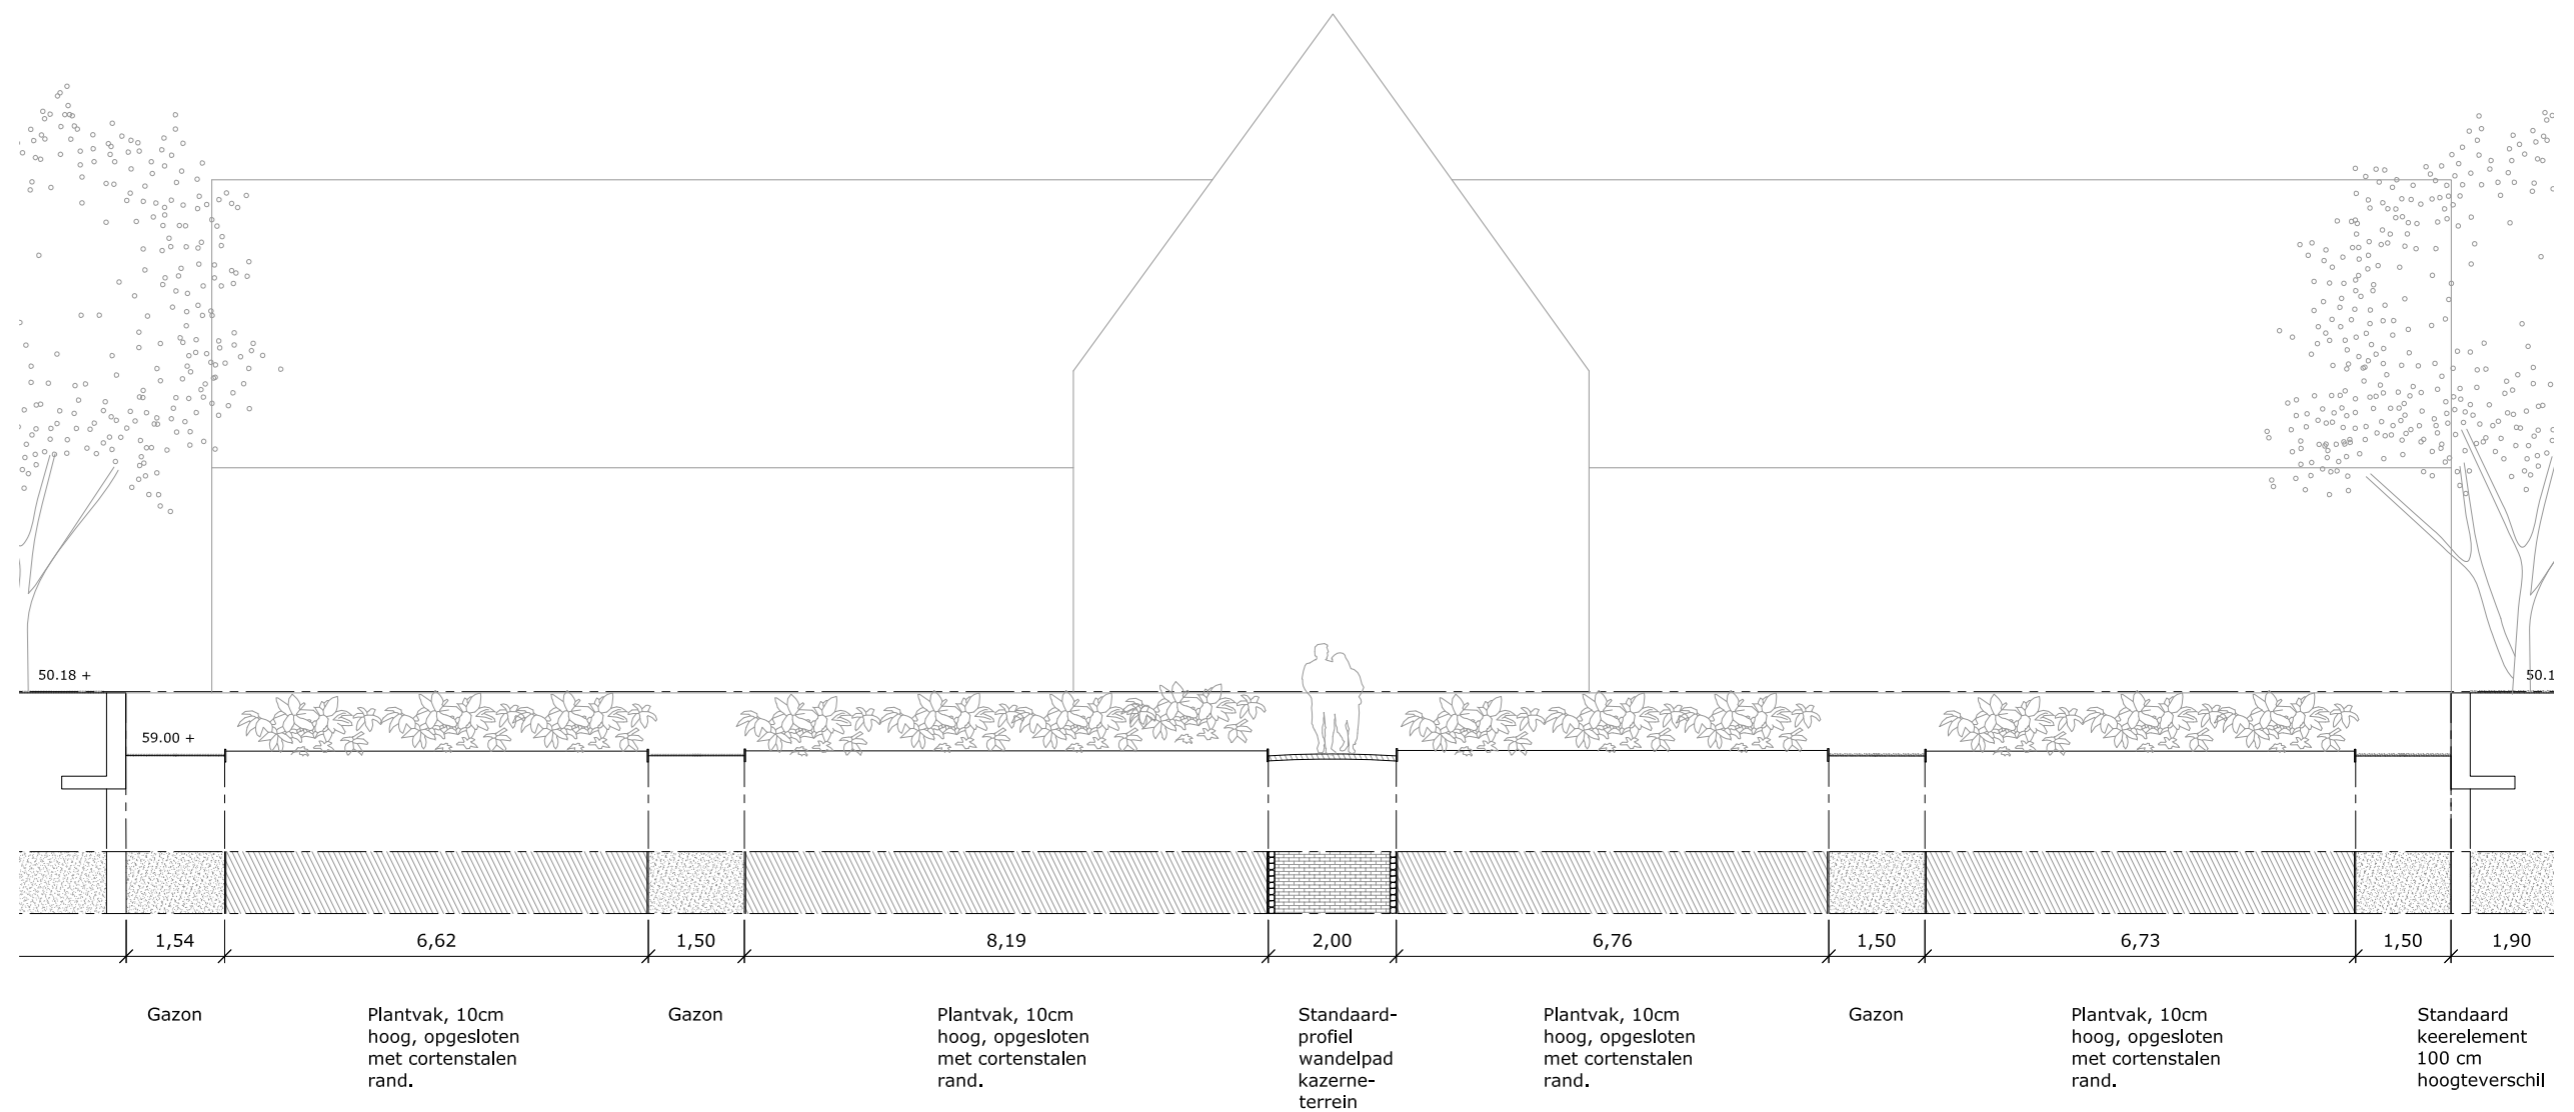 50.18 +
50.1
59.00 +
1,54
6,62
1,50
8,19
2,00
6,76
1,50
6,73
1,50
1,90
Gazon
Plantvak, 10cm
hoog, opgesloten
met cortenstalen
rand.
Gazon
Plantvak, 10cm
hoog, opgesloten
met cortenstalen
rand.
Standaard-
profiel
wandelpad
kazerne-
terrein
Plantvak, 10cm
hoog, opgesloten
met cortenstalen
rand.
Gazon
Plantvak, 10cm
hoog, opgesloten
met cortenstalen
rand.
Standaard
keerelement
100 cm
hoogteverschil